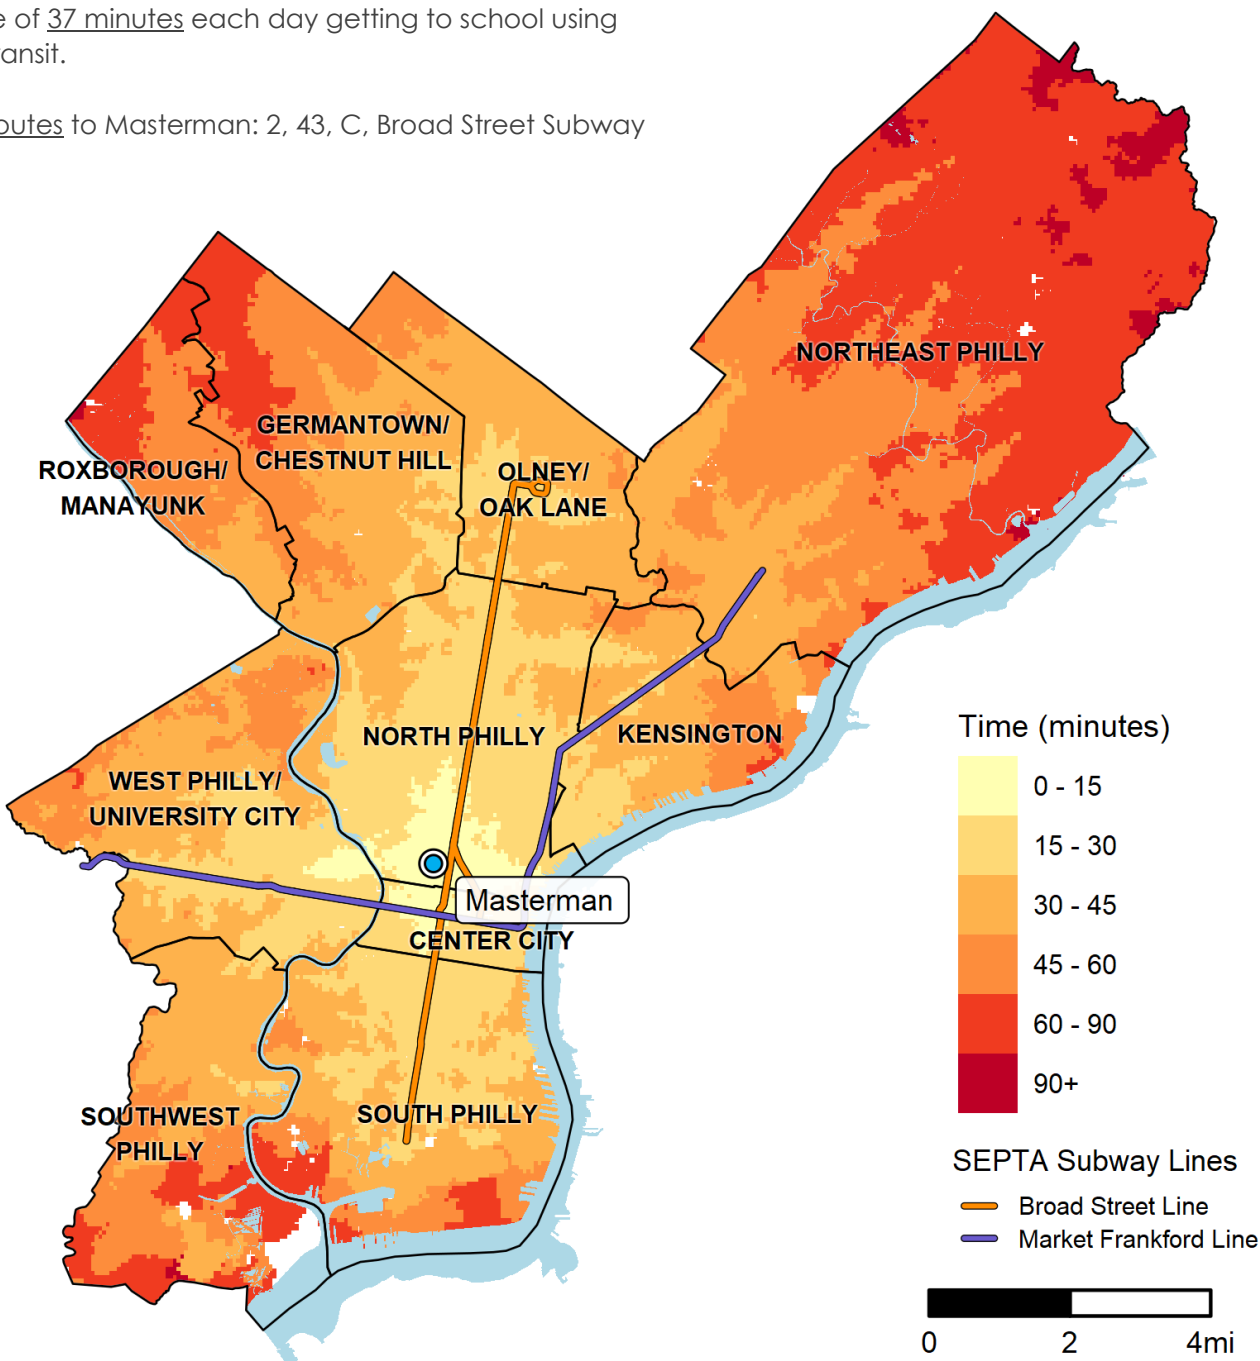 e of 37 minutes each day getting to school using
ransit.
outes to Masterman: 2, 43, C, Broad Street Subway
NORTHEAST PHILLY
GERMANTOWN/
CHESTNUT HILL
ROXBOROUGH/
MANAYUNK
OLNEY/
OAK LANE
NORTH PHILLY
KENSINGTON
WEST PHILLY/
UNIVERSITY CITY
Masterman
CENTER CITY
SOUTHWEST
PHILLY
SOUTH PHILLY
Time (minutes)
0 - 15
15 - 30
30 - 45
45 - 60
60 - 90
90+
SEPTA Subway Lines
Broad Street Line
Market Frankford Line
0 2 4mi